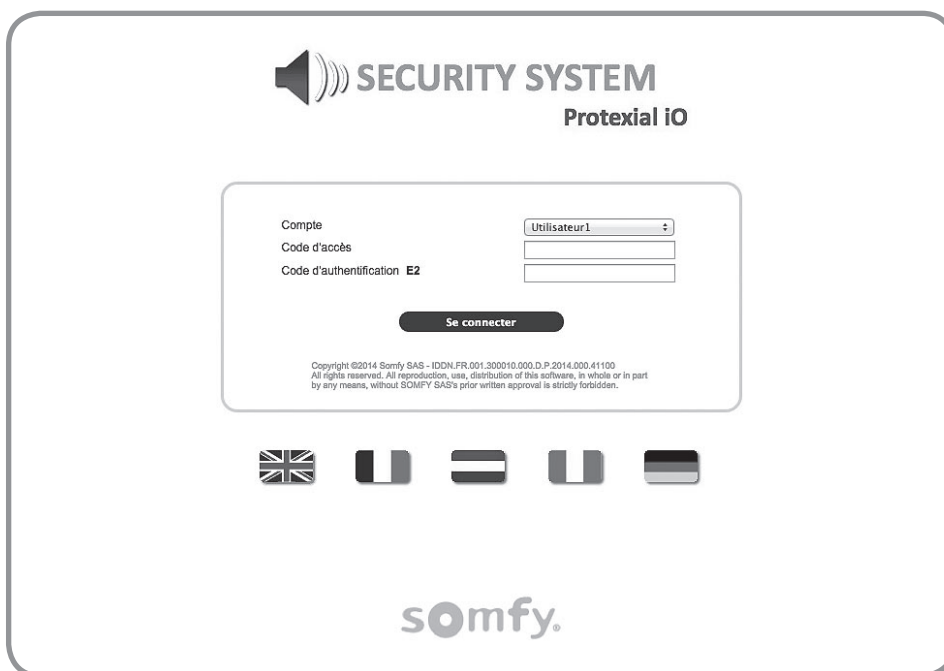 SECURITY SYSTEM
Protexial iO
Compte
Utilisateur1
Code d'accès
Code d'authentification E2
Se connecter
Copyright ©2014 Somfy SAS - IDDN.FR.001.300010.000.D.P.2014.000.41100
All rights reserved. All reproduction, use, distribution of this software, in whole or in part
by any means, without SOMFY SAS's prior written approval is strictly forbidden.
somfy®